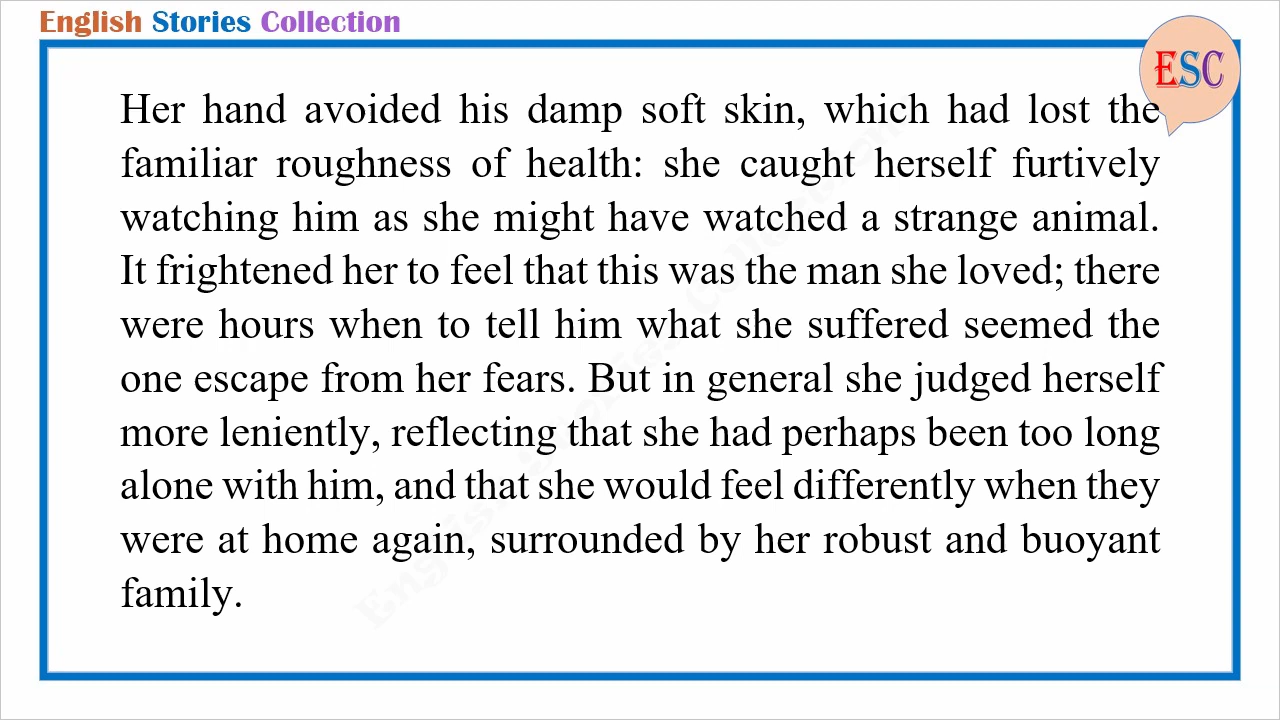 English Stories Collection
ESC
Her hand avoided his damp soft skin, which had lost the
familiar roughness of health: she caught herself furtively
watching him as she might have watched a strange animal.
It frightened her to feel that this was the man she loved; there
were hours when to tell him what she suffered seemed the
one escape from her fears. But in general she judged herself
more leniently, reflecting that she had perhaps been too long
alone with him, and that she would feel differently when they
were at home again, surrounded by her robust and buoyant
family.